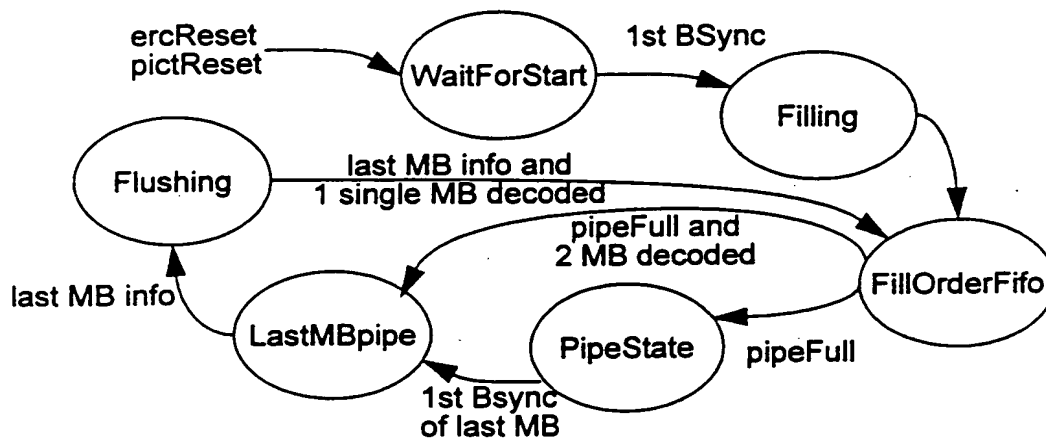 ercReset
pictReset
1st BSync
WaitForStart
Filling
Flushing
last MB info and
1 single MB decoded
pipeFull and
2 MB decoded
FillOrderFifo
last MB info
LastMBpipe
PipeState
pipeFull
1st Bsync
of last MB